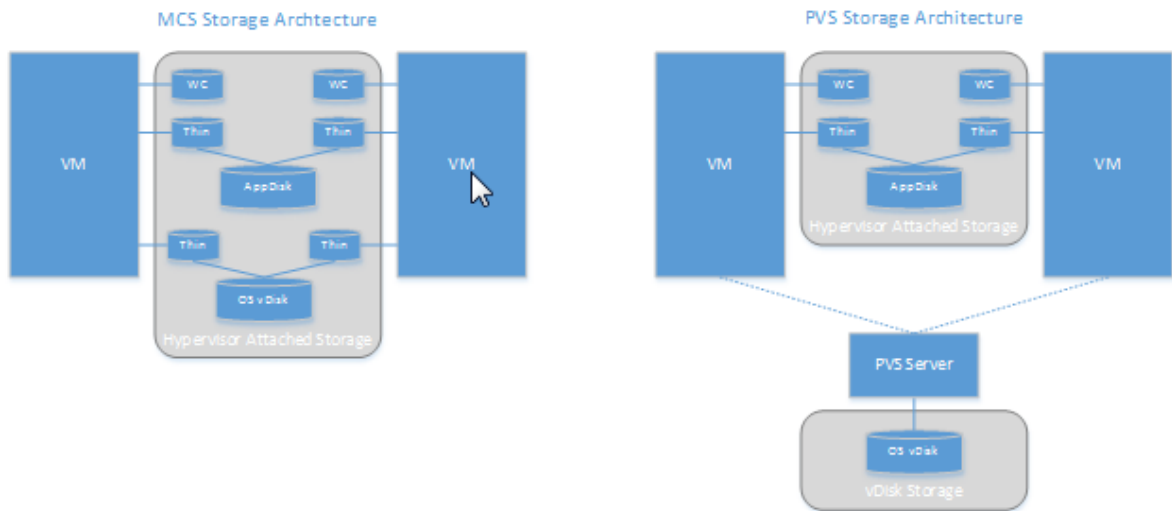 MCS Storage Archtecture
WC
WC
Thin
Thin
VM
VM
AppDisk
Thin
Thin
OS vDisk
Hypervisor Attached Storage
PVS Storage Architecture
WC
WC
Thin
Thin
VM
VM
AppDisk
Hypervisor Attached Storage
PVS Server
OS vDisk
vDisk Storage